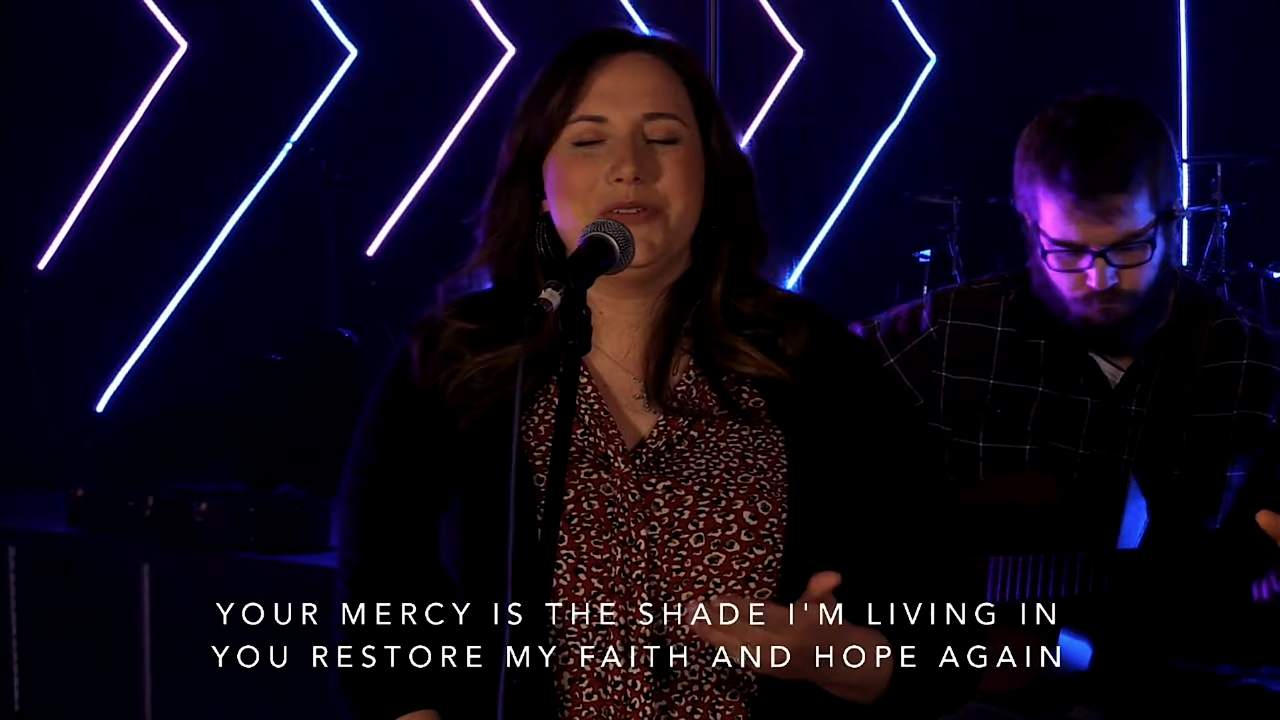 YOUR MERCY IS THE SHADE I'M LIVING IN
YOU RESTORE MY FAITH AND HOPE AGAIN